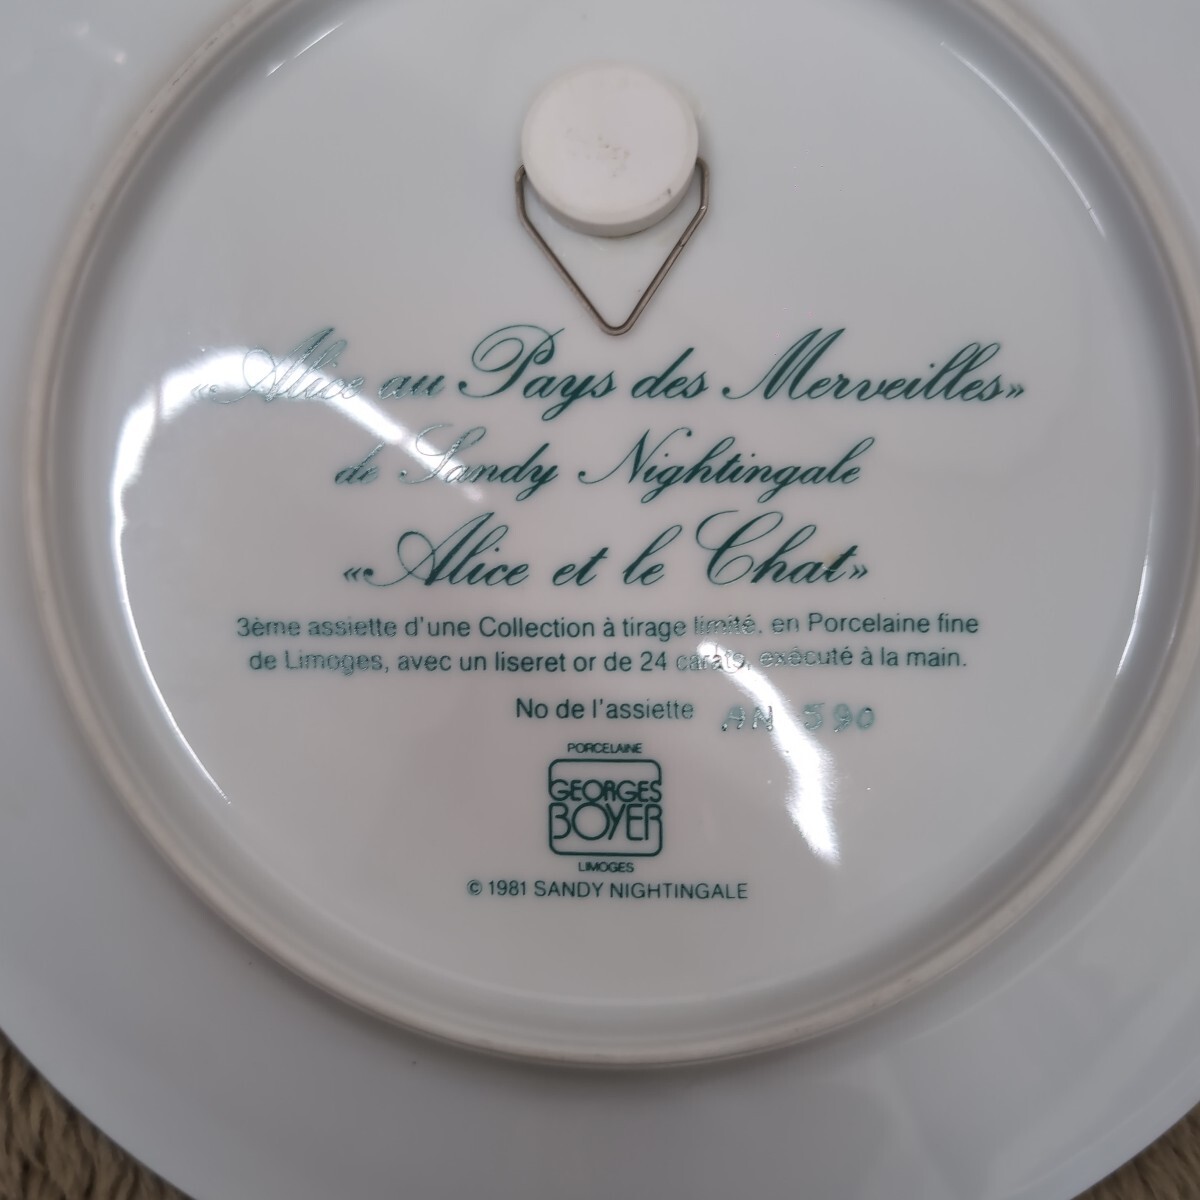 «Alice au Pays des Merveilles»
de Sandy Nightingale
«Alice et le Chat»
3ème assiette d'une Collection à tirage limité, en Porcelaine fine
de Limoges, avec un liseret or de 24 carats, exécuté à la main.
No de l'assiette AN 590
PORCELAINE
GEORGES
BOYER
LIMOGES
© 1981 SANDY NIGHTINGALE